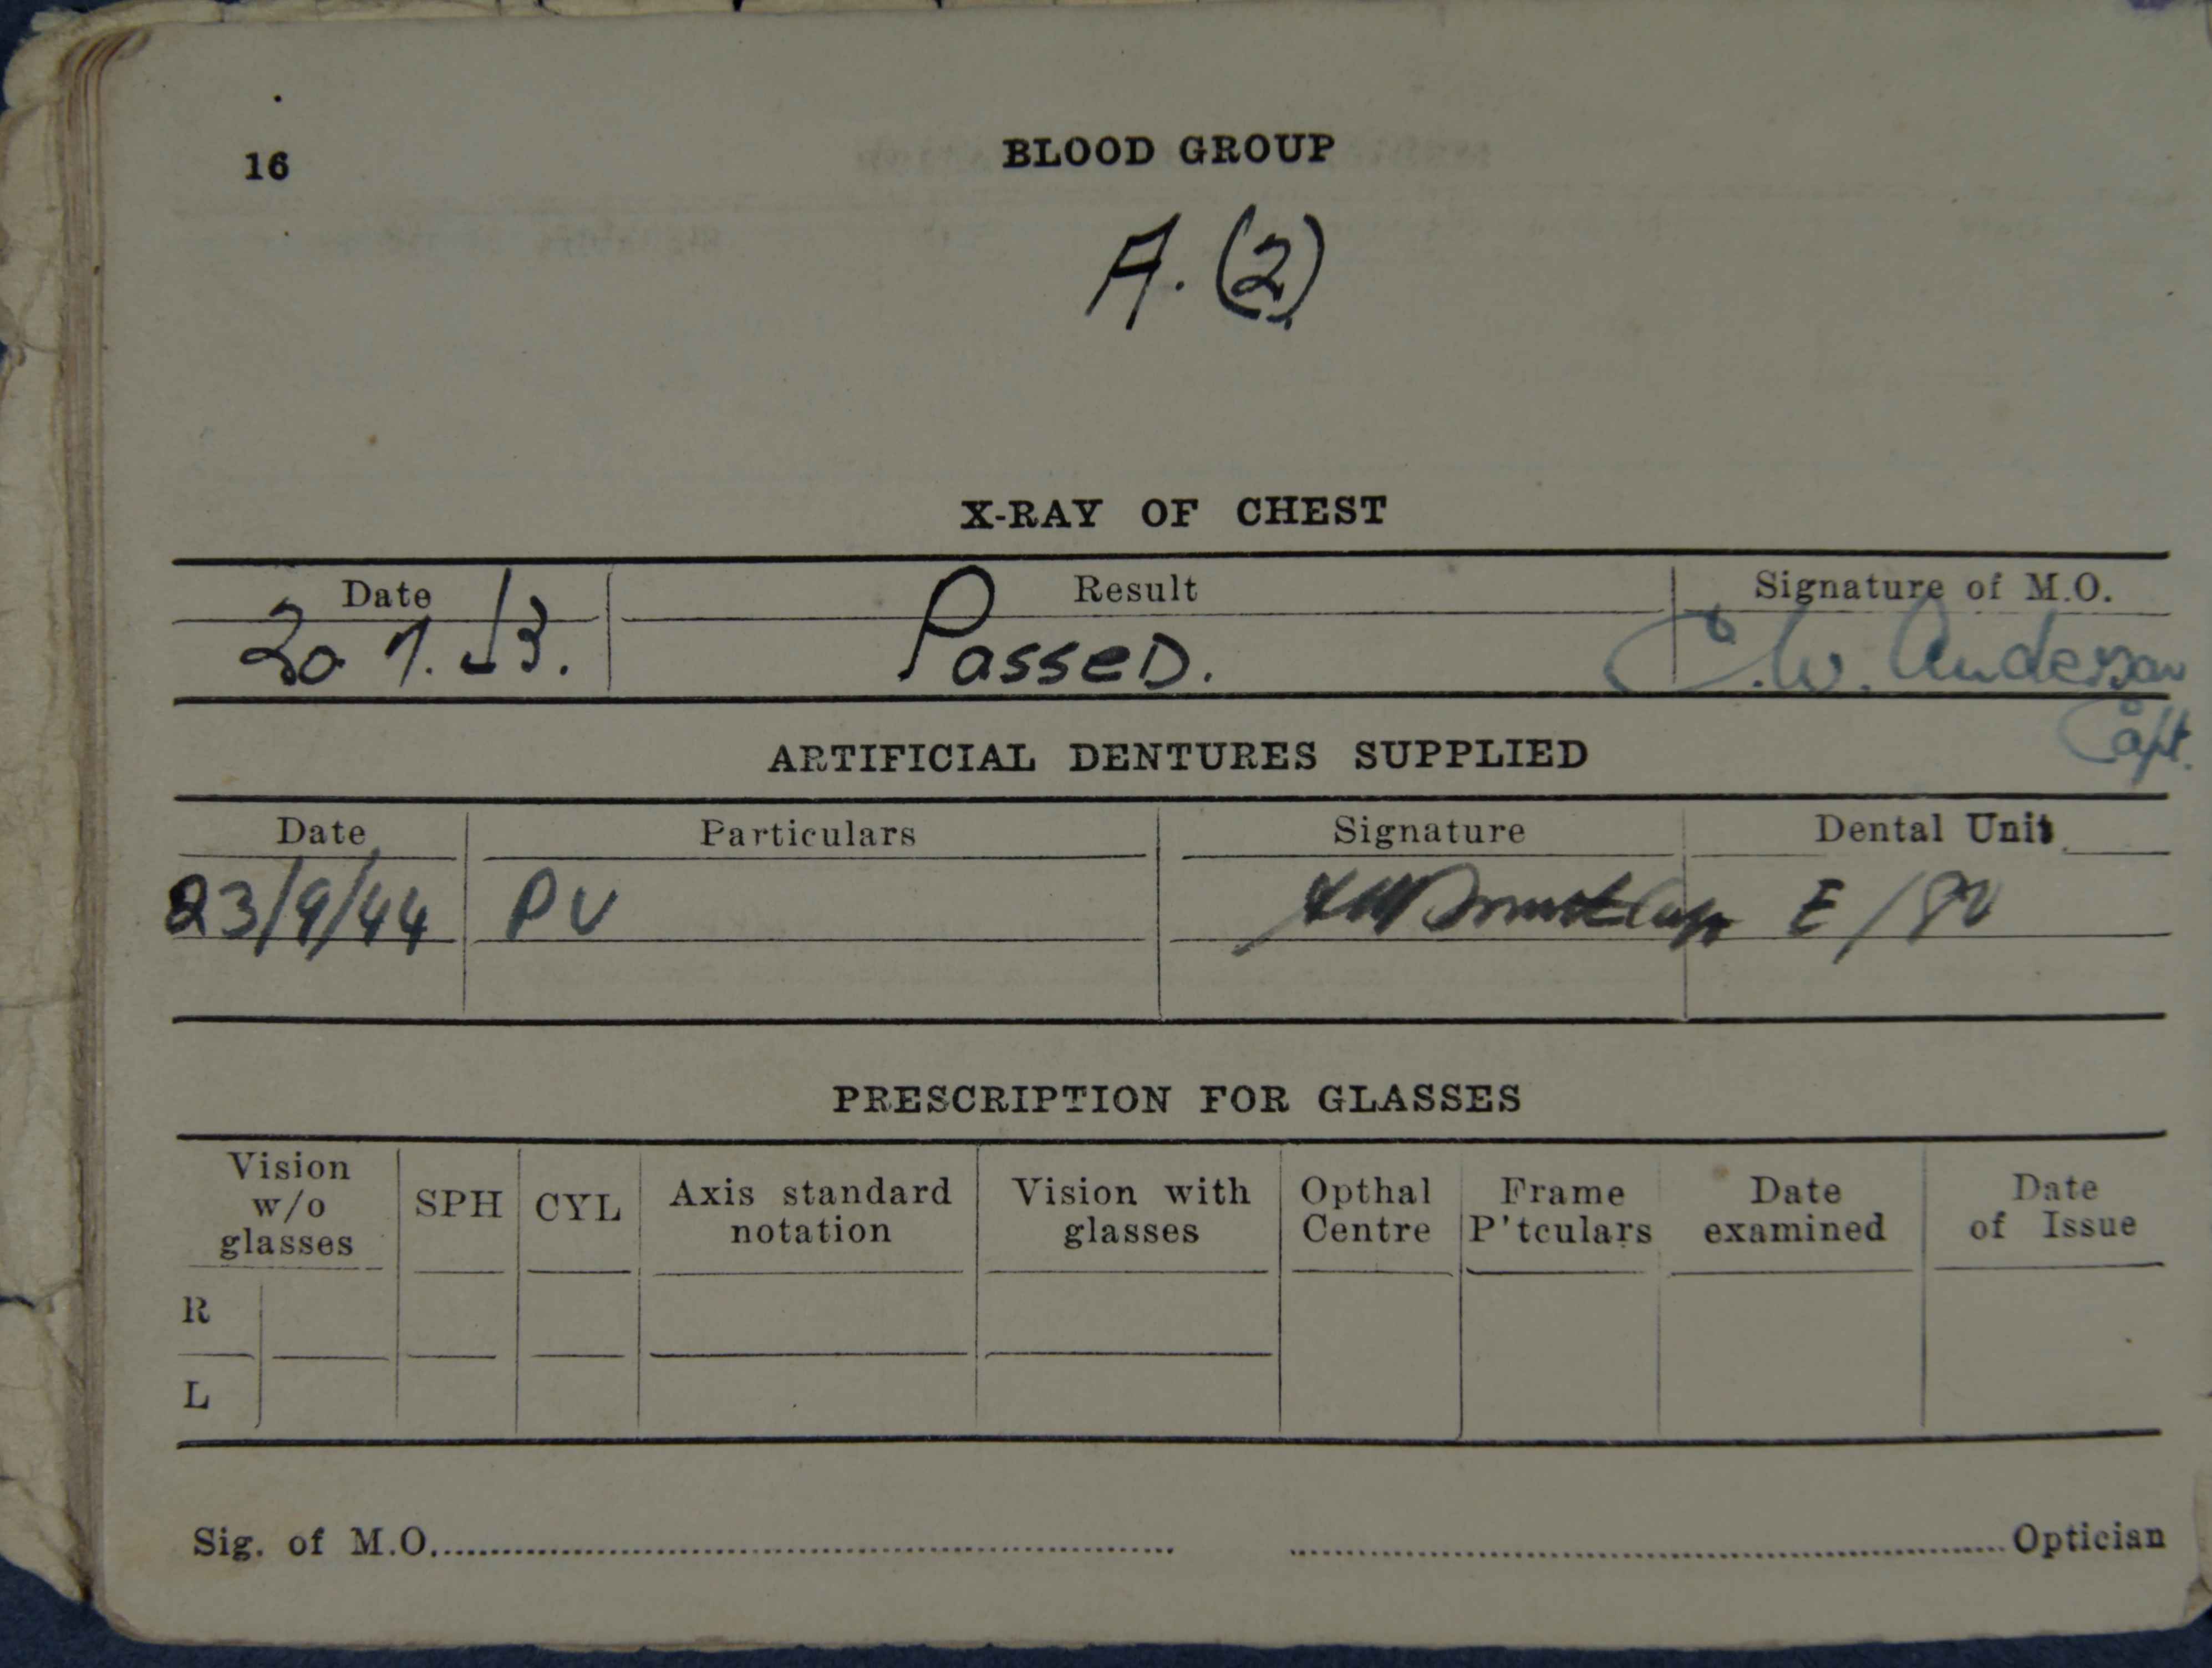 16
BLOOD GROUP
A. (2)
X-RAY OF CHEST
Date Result Signature of M.O.
Passed. C.W. Anderson
Capt.
ARTIFICIAL DENTURES SUPPLIED
Date Particulars Signature Dental Unit
23/9/44 PV E/80
PRESCRIPTION FOR GLASSES
Vision w/o glasses SPH CYL Axis standard notation Vision with glasses Opthal Centre Frame P'tculars Date examined Date of Issue
R
L
Sig. of M.O. Optician